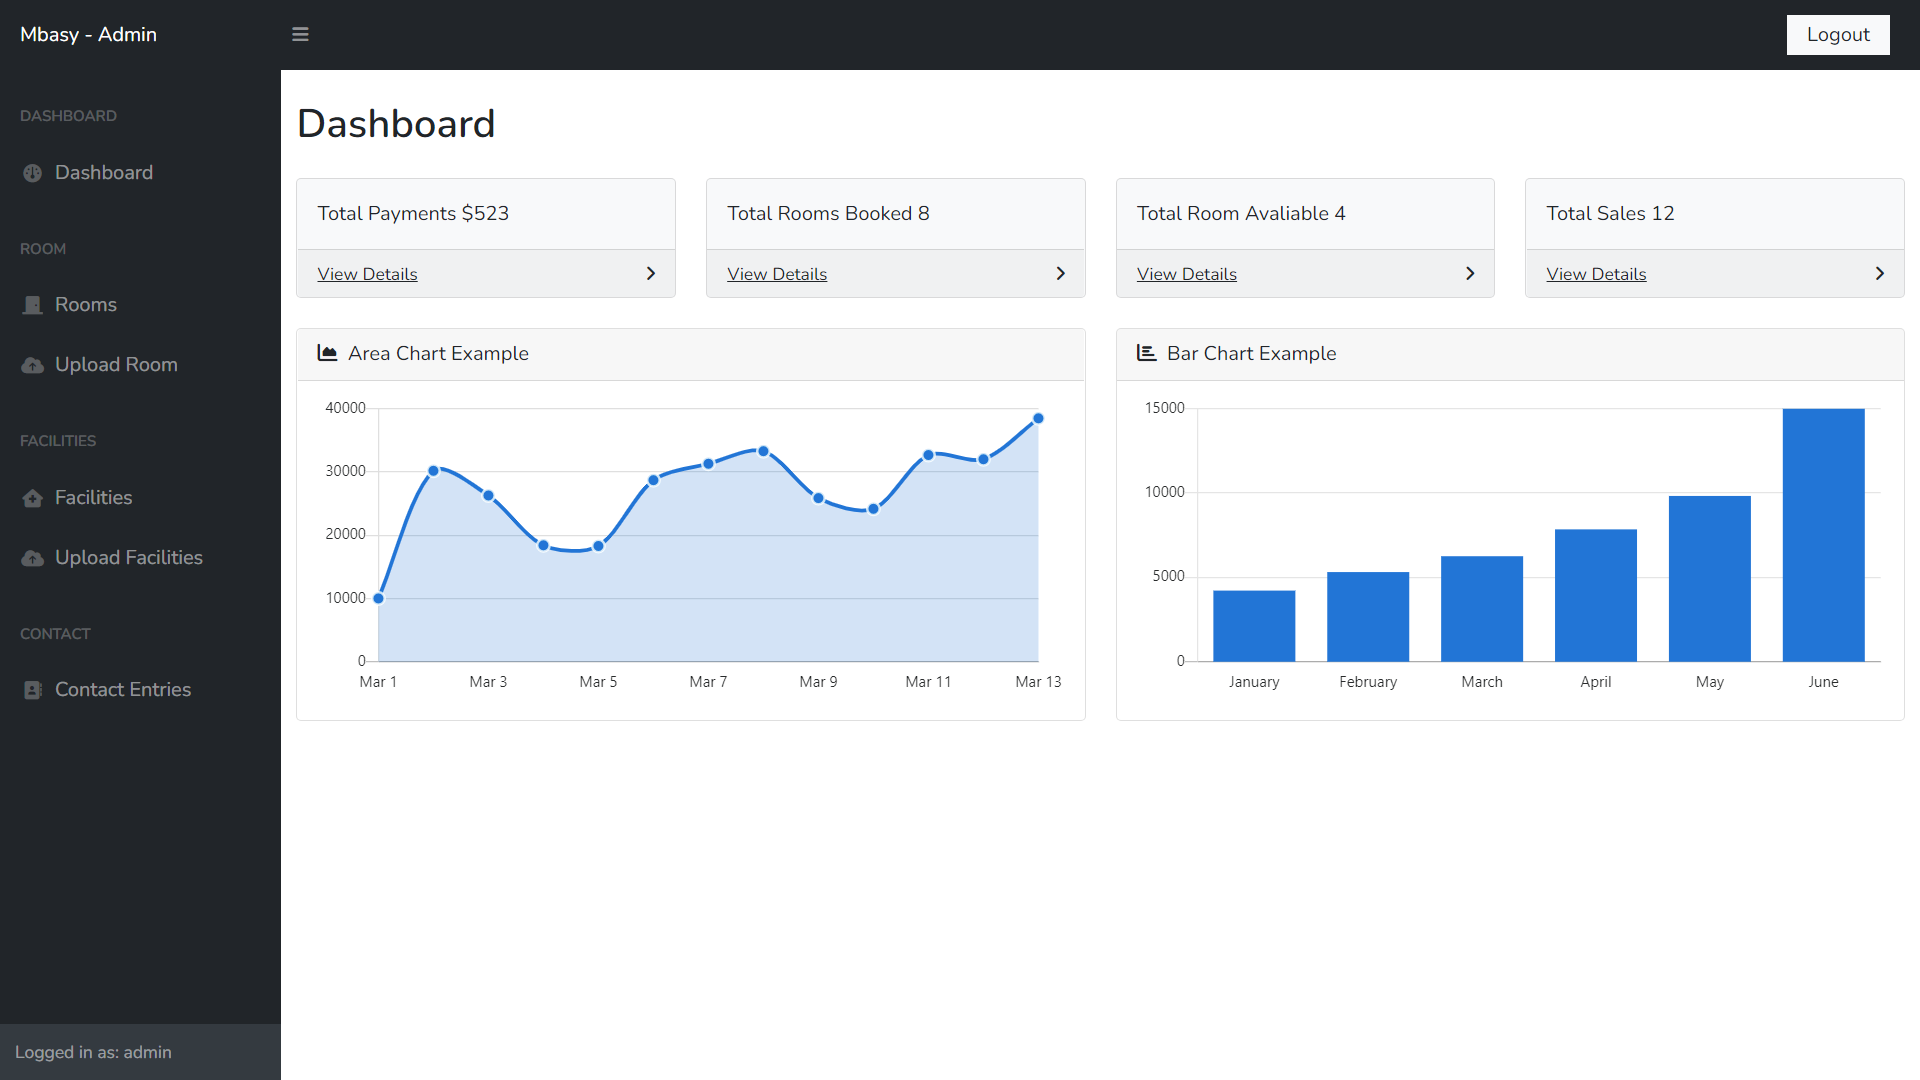 Mbasy - Admin
Logout
DASHBOARD
Dashboard
ROOM
Rooms
Upload Room
FACILITIES
Facilities
Upload Facilities
CONTACT
Contact Entries
Logged in as: admin
Dashboard
Total Payments $523
View Details
Total Rooms Booked 8
View Details
Total Room Avaliable 4
View Details
Total Sales 12
View Details
Area Chart Example
40000
30000
20000
10000
0
Mar 1 Mar 3 Mar 5 Mar 7 Mar 9 Mar 11 Mar 13
Bar Chart Example
15000
10000
5000
0
January February March April May June